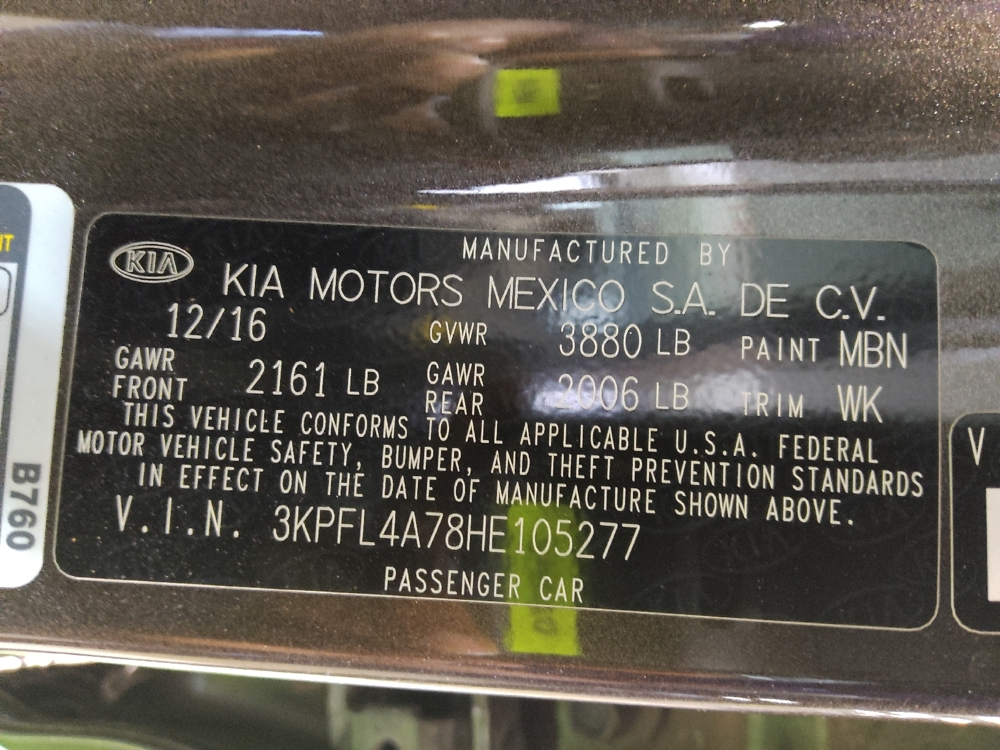 MANUFACTURED BY
KIA KIA MOTORS MEXICO S.A. DE C.V.
12/16 GVWR 3880 LB PAINT MBN
GAWR FRONT 2161 LB GAWR REAR 2006 LB TRIM WK
THIS VEHICLE CONFORMS TO ALL APPLICABLE U.S.A. FEDERAL
MOTOR VEHICLE SAFETY, BUMPER, AND THEFT PREVENTION STANDARDS
IN EFFECT ON THE DATE OF MANUFACTURE SHOWN ABOVE.
V.I.N. 3KPFL4A78HE105277
PASSENGER CAR
B760
V